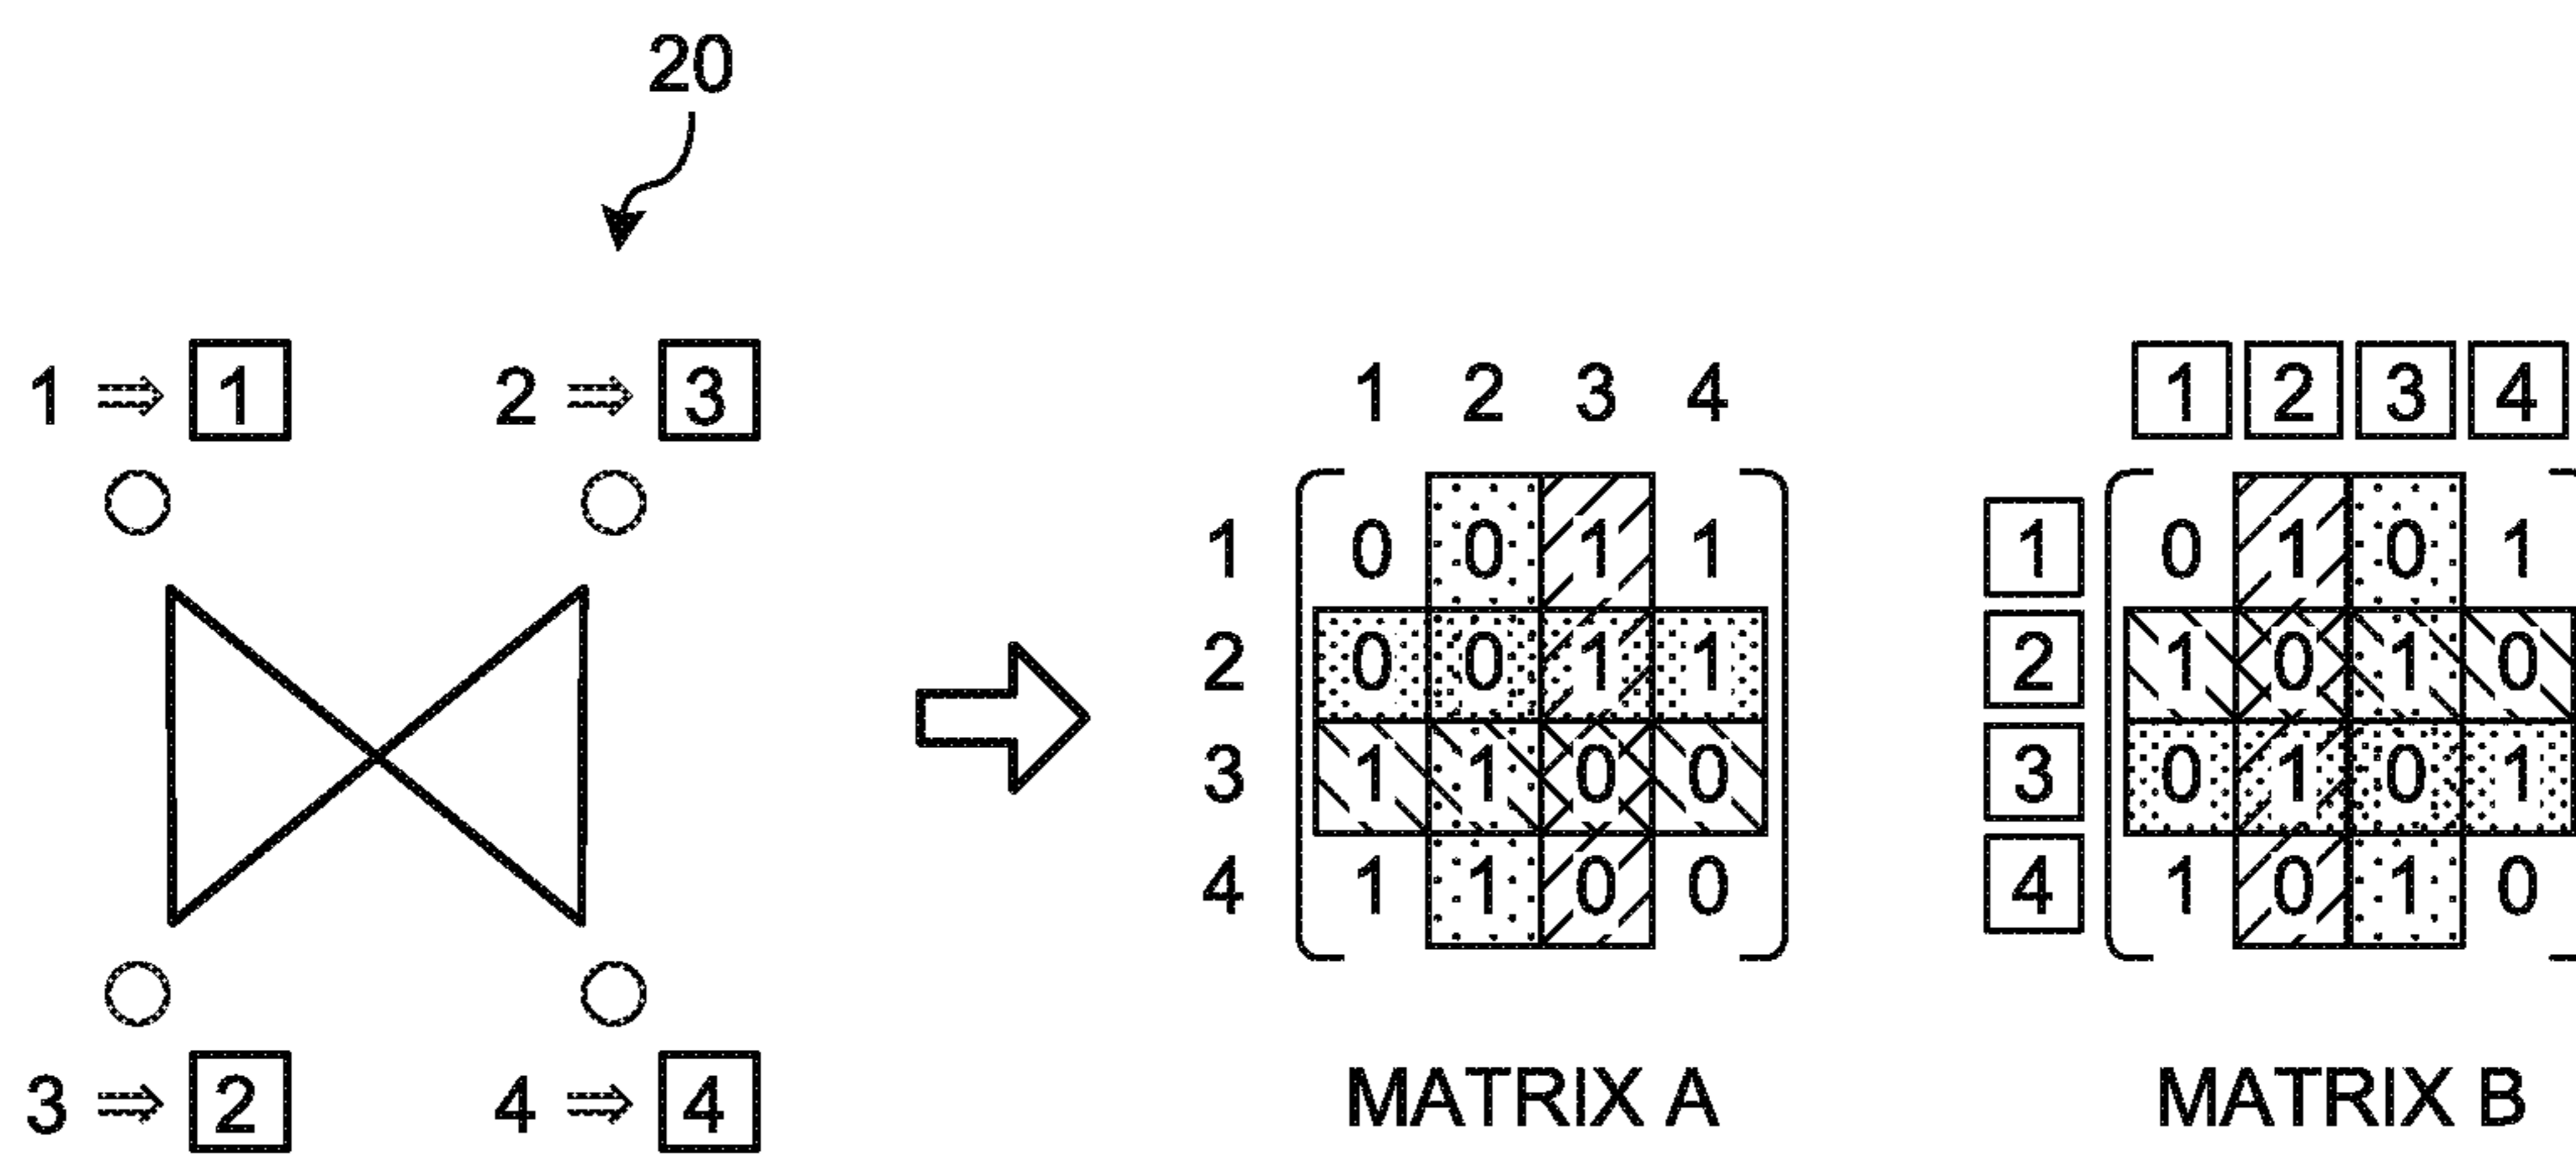 20
1 ⇒ 1 2 ⇒ 3
3 ⇒ 2 4 ⇒ 4
1 2 3 4
1 0 0 1 1
2 0 0 1 1
3 1 1 0 0
4 1 1 0 0
MATRIX A
1 2 3 4
1 0 1 0 1
2 1 0 1 0
3 0 1 0 1
4 1 0 1 0
MATRIX B